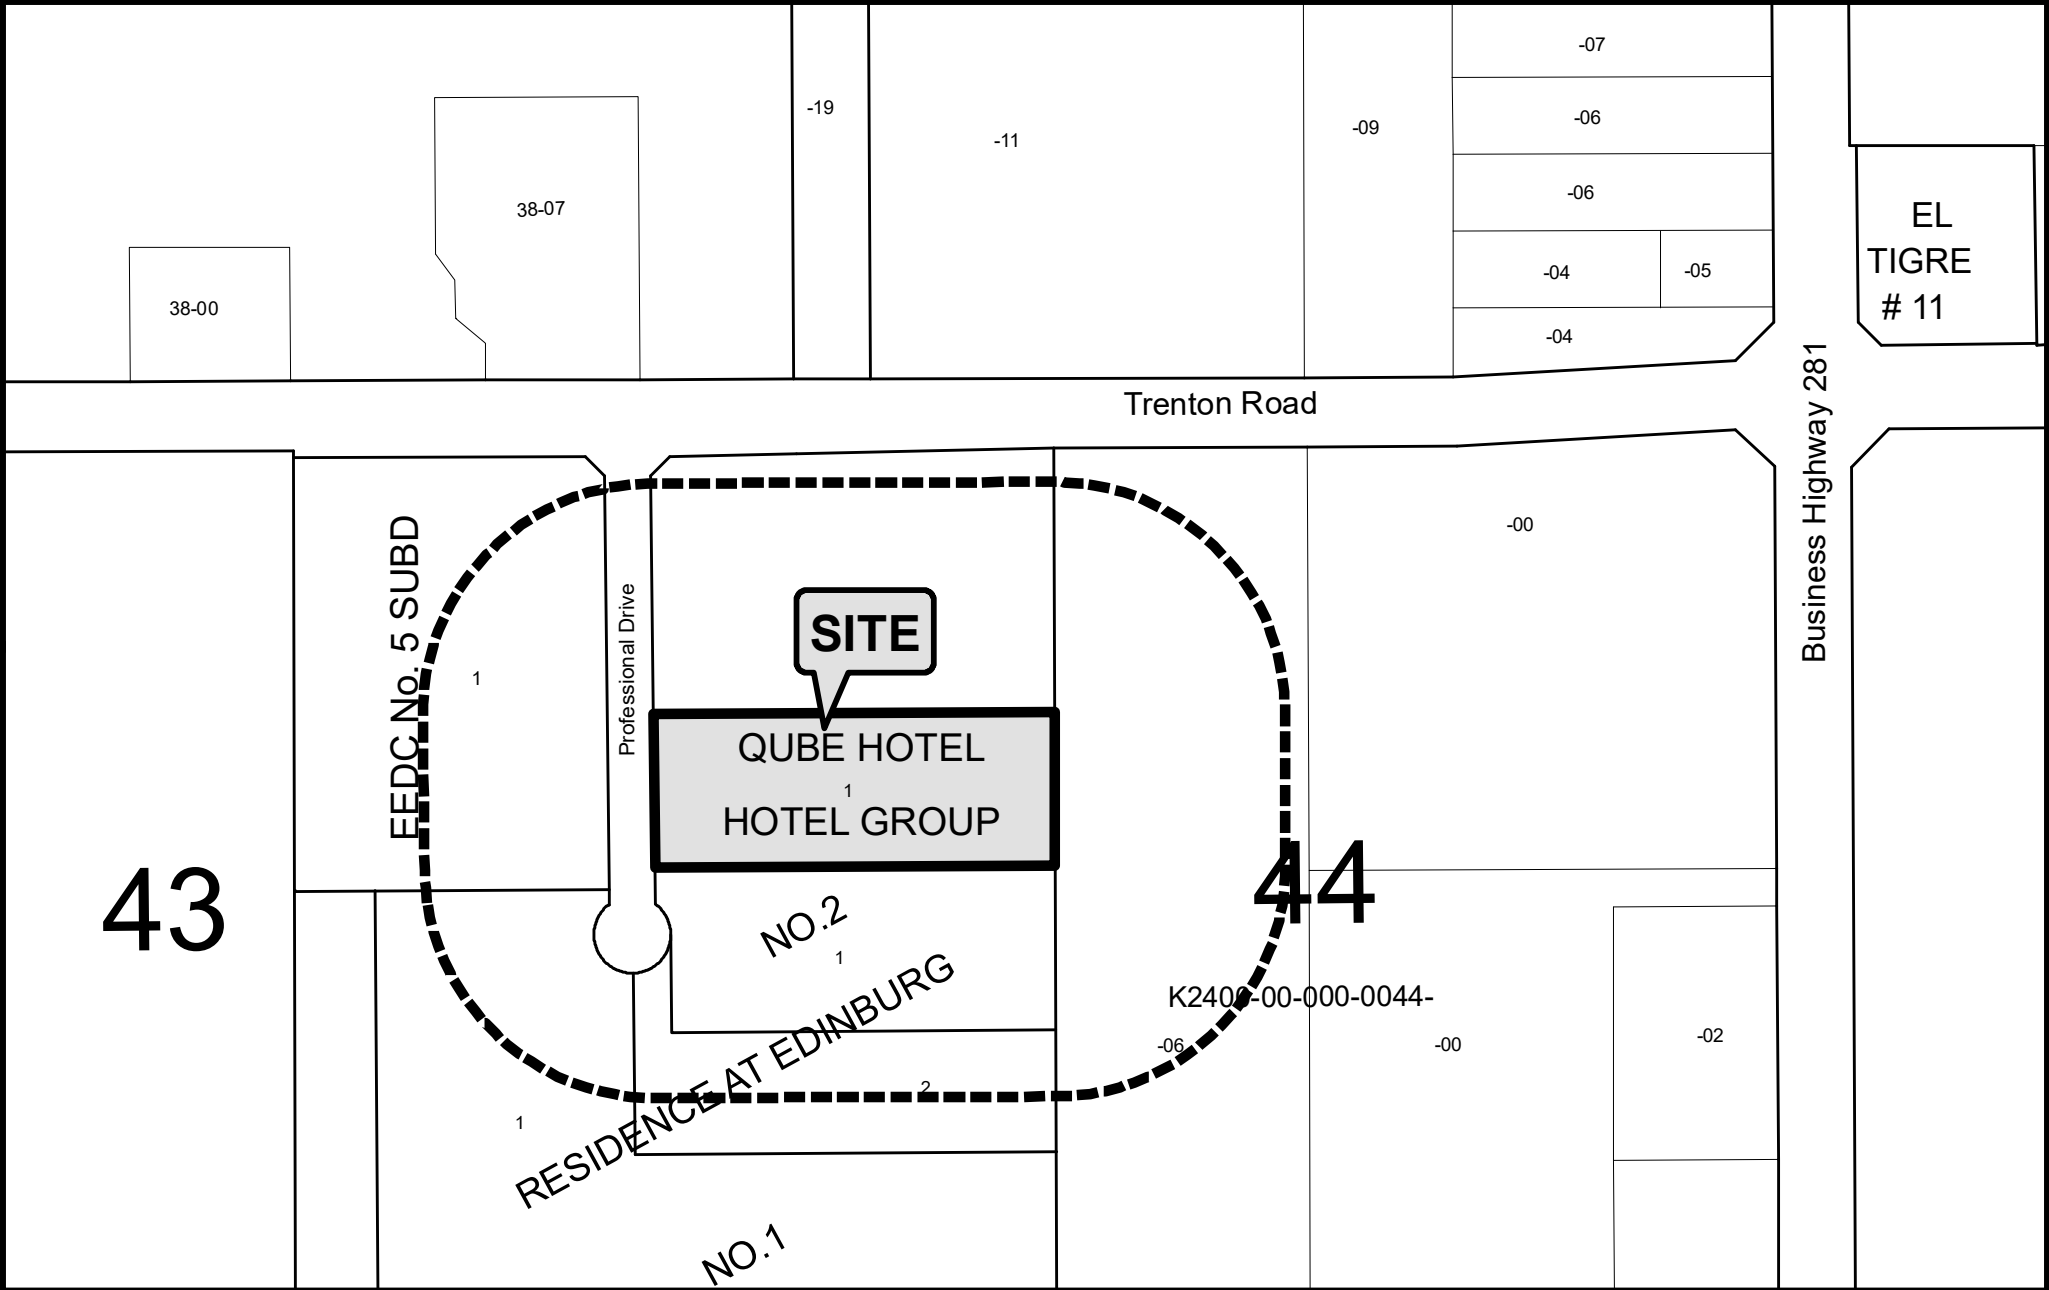 -07
-19
-11
-09
-06
-06
38-07
EL
TIGRE
# 11
-04
-05
38-00
-04
Trenton Road
Business Highway 281
-00
EEDC No. 5 SUBD
Professional Drive
SITE
1
QUBE HOTEL
1
HOTEL GROUP
43
44
NO.2
1
K2400-00-000-0044-
-06
-00
-02
2
1
RESIDENCE AT EDINBURG
NO.1